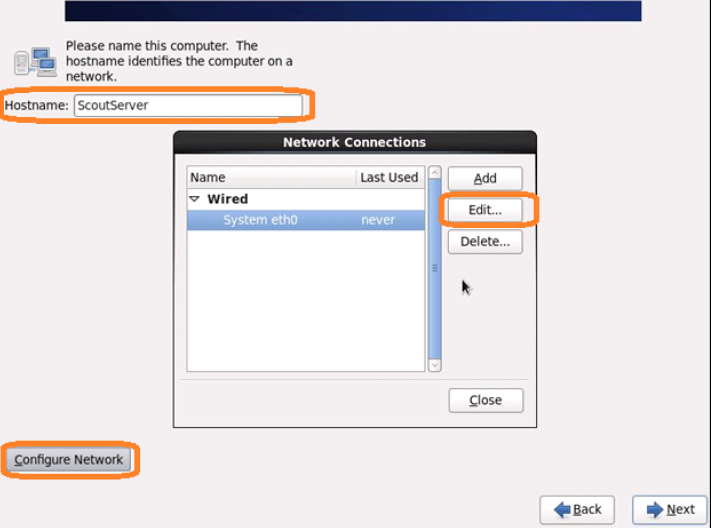 Please name this computer.  The
hostname identifies the computer on a
network.
Hostname: ScoutServer
Network Connections
Name Last Used
Wired
System eth0 never
Add
Edit...
Delete...
Close
Configure Network
Back Next